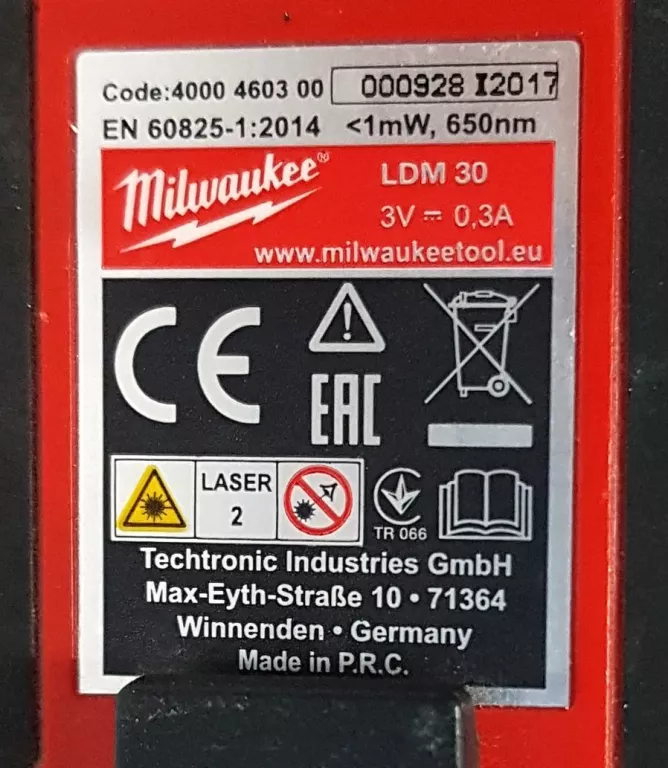 Code:4000 4603 00 000928 I2017
EN 60825-1:2014 <1mW, 650nm
Milwaukee®
LDM 30
3V ⎓ 0,3A
www.milwaukeetool.eu
CE
EAC
LASER
2
TR 066
Techtronic Industries GmbH
Max-Eyth-Straße 10 • 71364
Winnenden • Germany
Made in P.R.C.